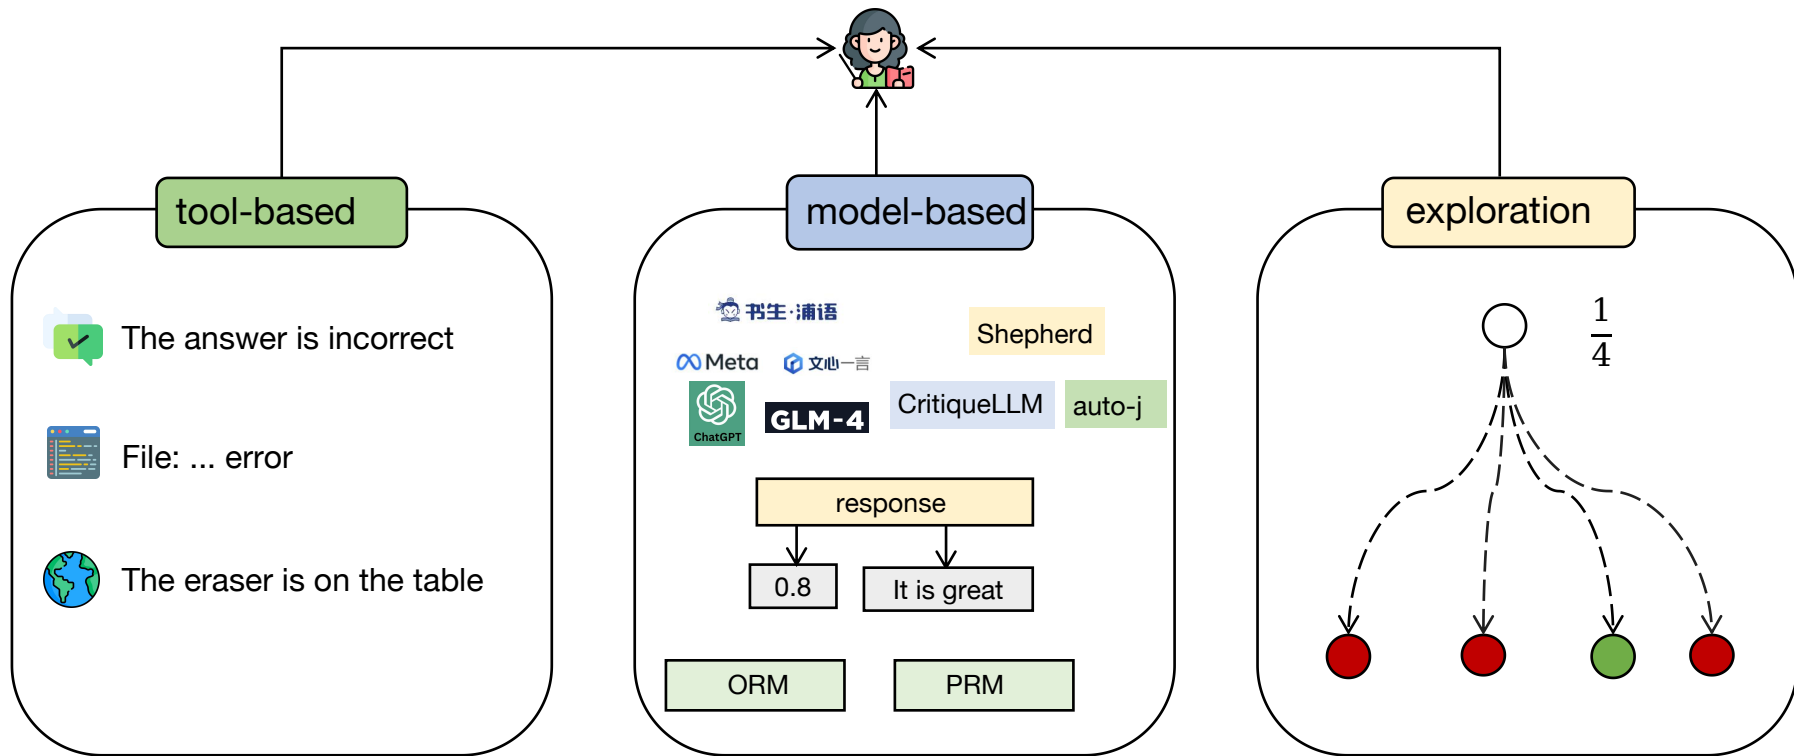 tool-based
The answer is incorrect
File: ... error
The eraser is on the table
model-based
书生·浦语
Shepherd
Meta
文心一言
ChatGPT
GLM-4
CritiqueLLM
auto-j
response
0.8
It is great
ORM
PRM
exploration
1
4